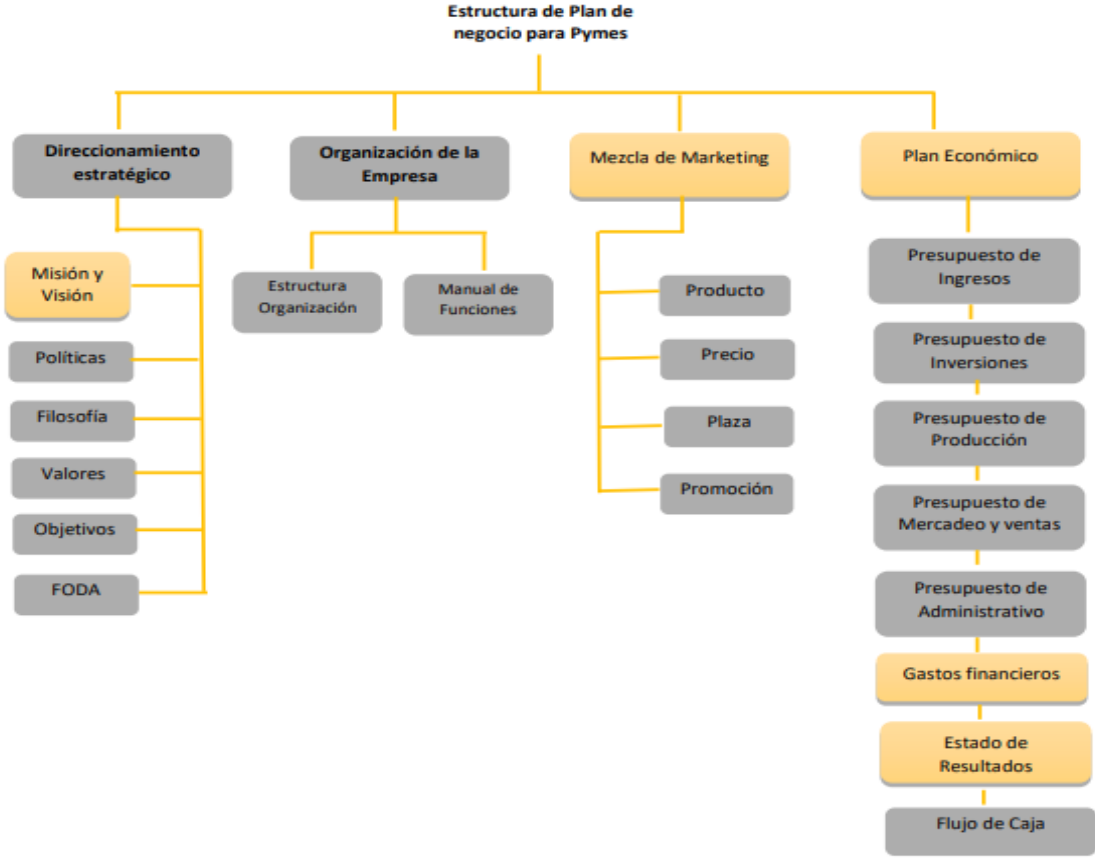 Estructura de Plan de
negocio para Pymes
Direccionamiento
estratégico
Organización de la
Empresa
Mezcla de Marketing
Plan Económico
Misión y
Visión
Políticas
Filosofía
Valores
Objetivos
FODA
Estructura
Organización
Manual de
Funciones
Producto
Precio
Plaza
Promoción
Presupuesto de
Ingresos
Presupuesto de
Inversiones
Presupuesto de
Producción
Presupuesto de
Mercadeo y ventas
Presupuesto de
Administrativo
Gastos financieros
Estado de
Resultados
Flujo de Caja